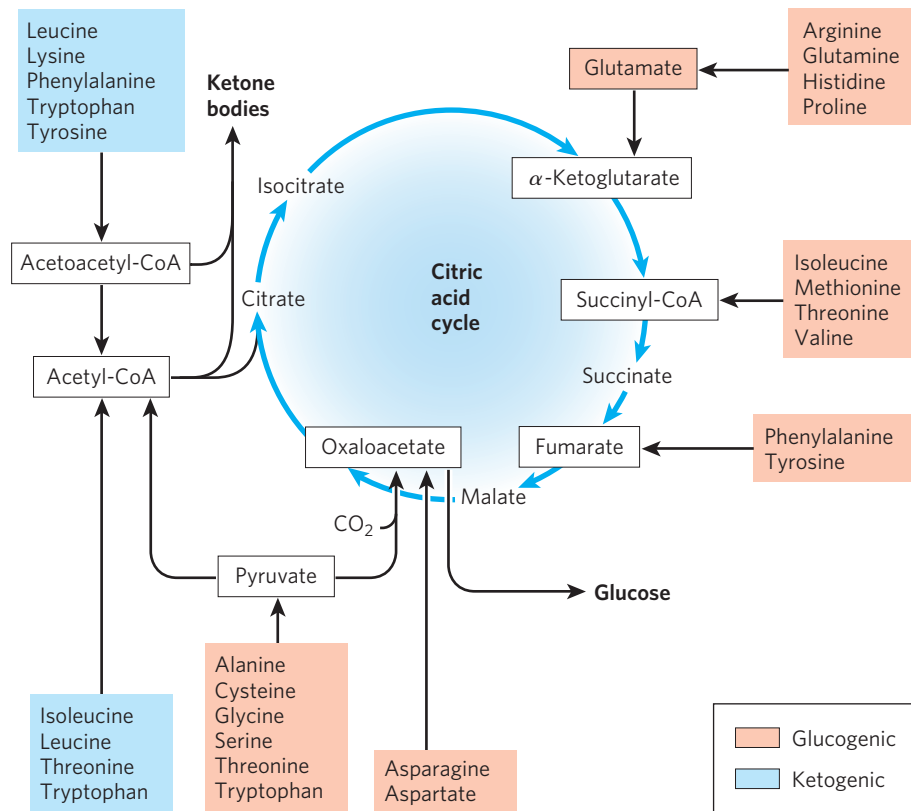 Leucine
Lysine
Phenylalanine
Tryptophan
Tyrosine
Ketone
bodies
Glutamate
Arginine
Glutamine
Histidine
Proline
Isocitrate
α-Ketoglutarate
Acetoacetyl-CoA
Citrate
Citric
acid
cycle
Succinyl-CoA
Isoleucine
Methionine
Threonine
Valine
Acetyl-CoA
Succinate
Oxaloacetate
Fumarate
Phenylalanine
Tyrosine
Malate
CO₂
Pyruvate
Glucose
Isoleucine
Leucine
Threonine
Tryptophan
Alanine
Cysteine
Glycine
Serine
Threonine
Tryptophan
Asparagine
Aspartate
Glucogenic
Ketogenic